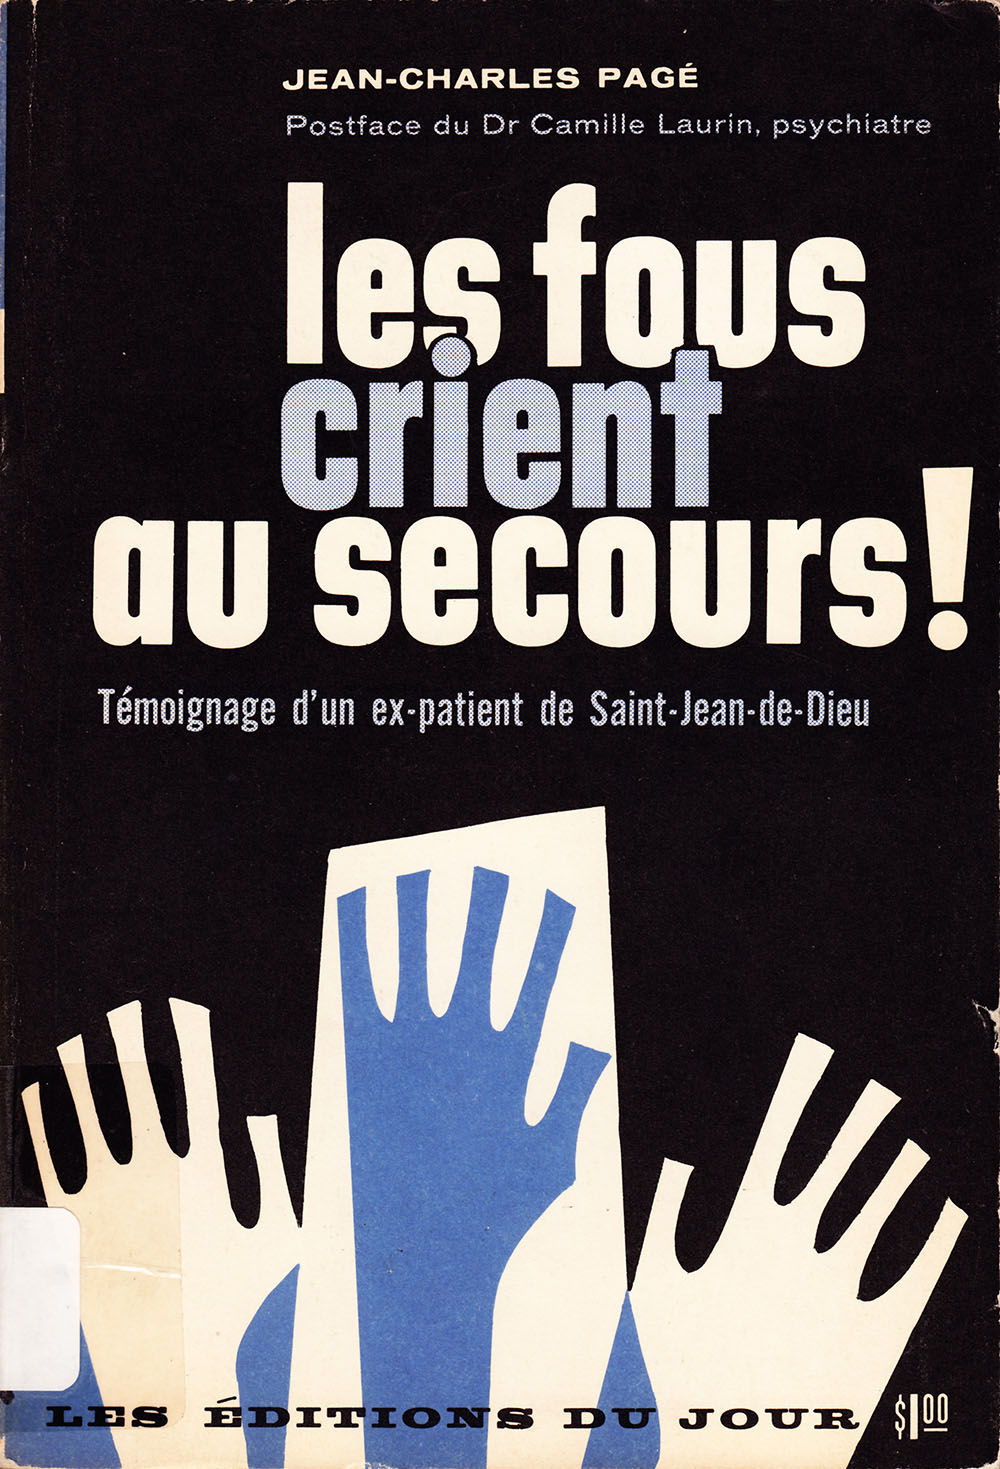 JEAN-CHARLES PAGÉ
Postface du Dr Camille Laurin, psychiatre
les fous
crient
au secours!
Témoignage d'un ex-patient de Saint-Jean-de-Dieu
LES ÉDITIONS DU JOUR $1.00